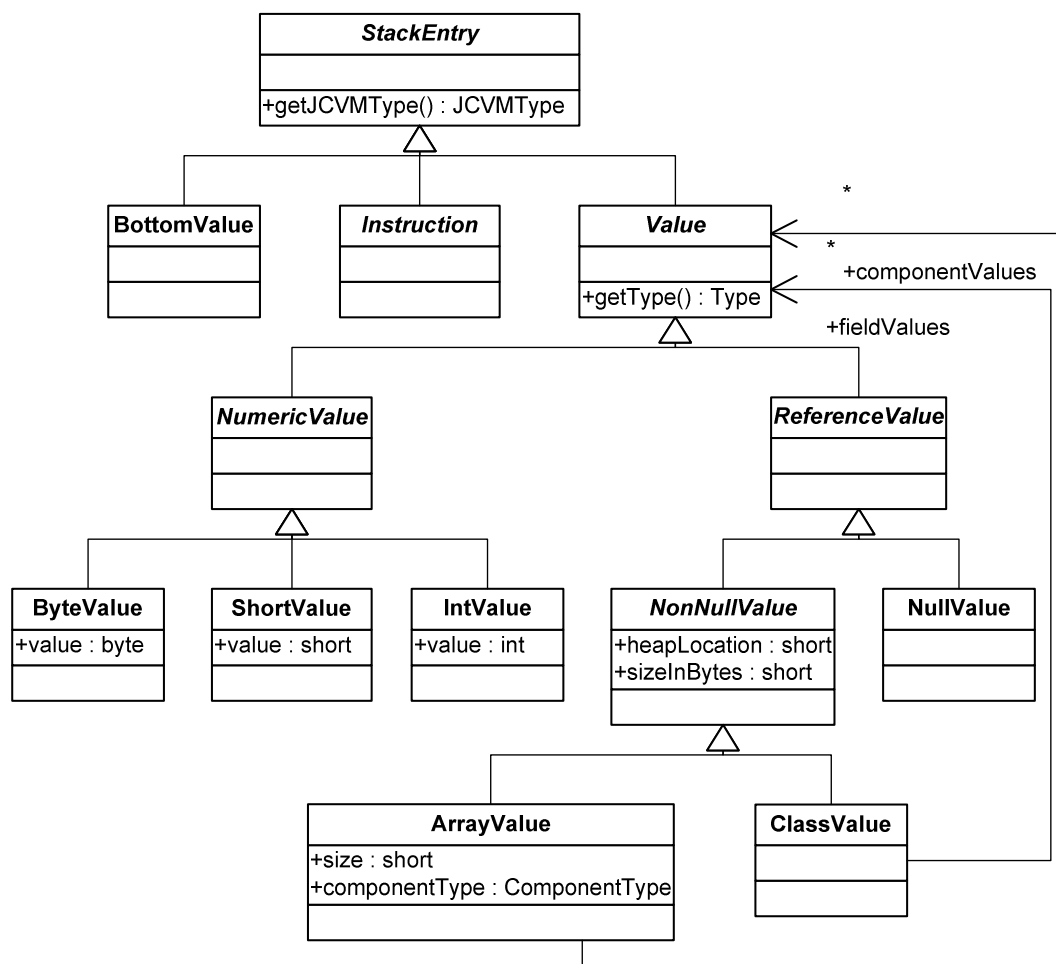 StackEntry
+getJCVMType() : JCVMType
*
BottomValue
Instruction
Value
*
+componentValues
+getType() : Type
+fieldValues
NumericValue
ReferenceValue
ByteValue
+value : byte
ShortValue
+value : short
IntValue
+value : int
NonNullValue
+heapLocation : short
+sizeInBytes : short
NullValue
ArrayValue
+size : short
+componentType : ComponentType
ClassValue